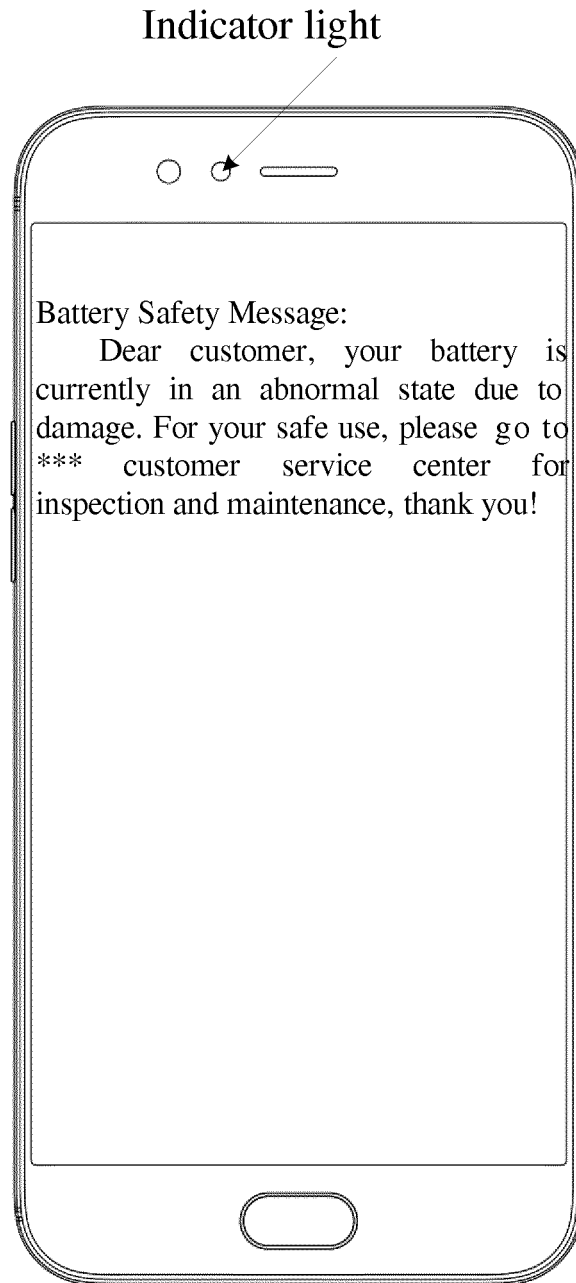 Indicator light
Battery Safety Message:
Dear customer, your battery is
currently in an abnormal state due to
damage. For your safe use, please go to
*** customer service center for
inspection and maintenance, thank you!